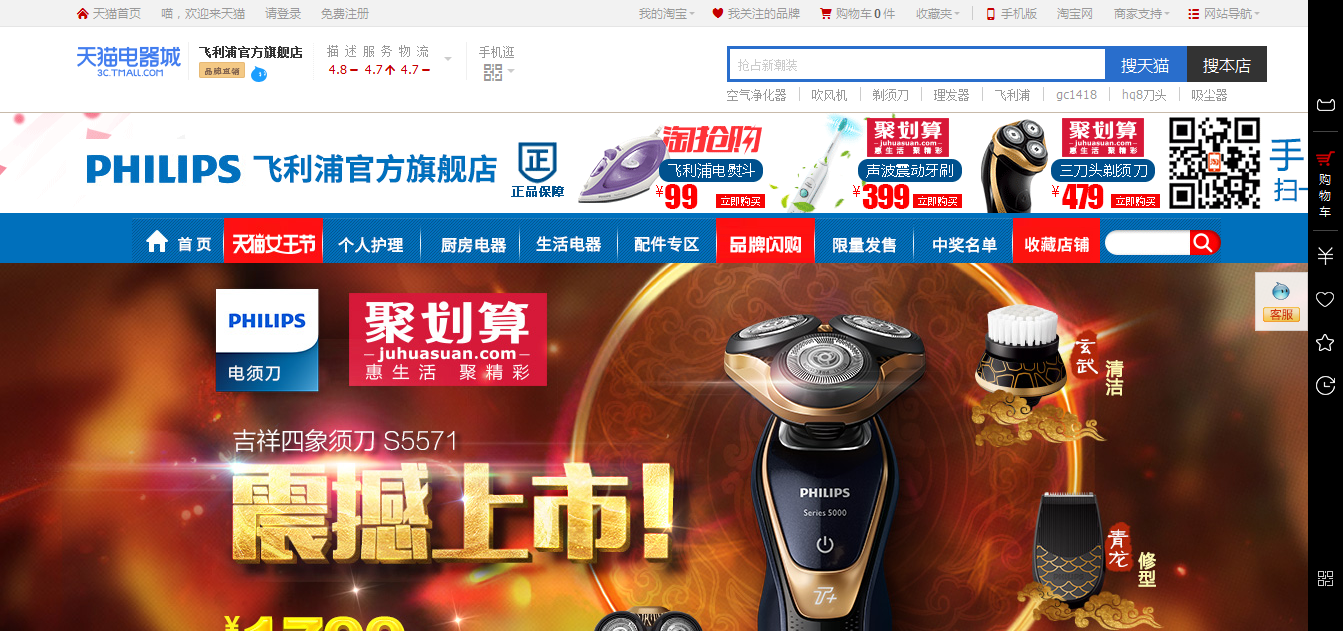 天猫首页 喵，欢迎来天猫 请登录 免费注册 我的淘宝 我关注的品牌 购物车0件 收藏夹 手机版 淘宝网 商家支持 网站导航
天猫电器城
3C.TMALL.COM
飞利浦官方旗舰店
品牌直销
描述 服务 物流
4.8 4.7 4.7
手机逛
抢占新潮装
搜天猫 搜本店
空气净化器 吹风机 剃须刀 理发器 飞利浦 gc1418 hq8刀头 吸尘器
购物车
PHILIPS 飞利浦官方旗舰店
正
正品保障
淘抢购
飞利浦电熨斗
¥99 立即购买
聚划算
juhuasuan.com
惠生活 聚精彩
声波震动牙刷
¥399 立即购买
聚划算
juhuasuan.com
惠生活 聚精彩
三刀头剃须刀
¥479 立即购买
淘
手
扫一
首页 天猫女王节 个人护理 厨房电器 生活电器 配件专区 品牌闪购 限量发售 中奖名单 收藏店铺
客服
PHILIPS
电须刀
聚划算
juhuasuan.com
惠生活 聚精彩
吉祥四象须刀 S5571
震撼上市！
PHILIPS
Series 5000
T+
玄武
清洁
青龙
修型